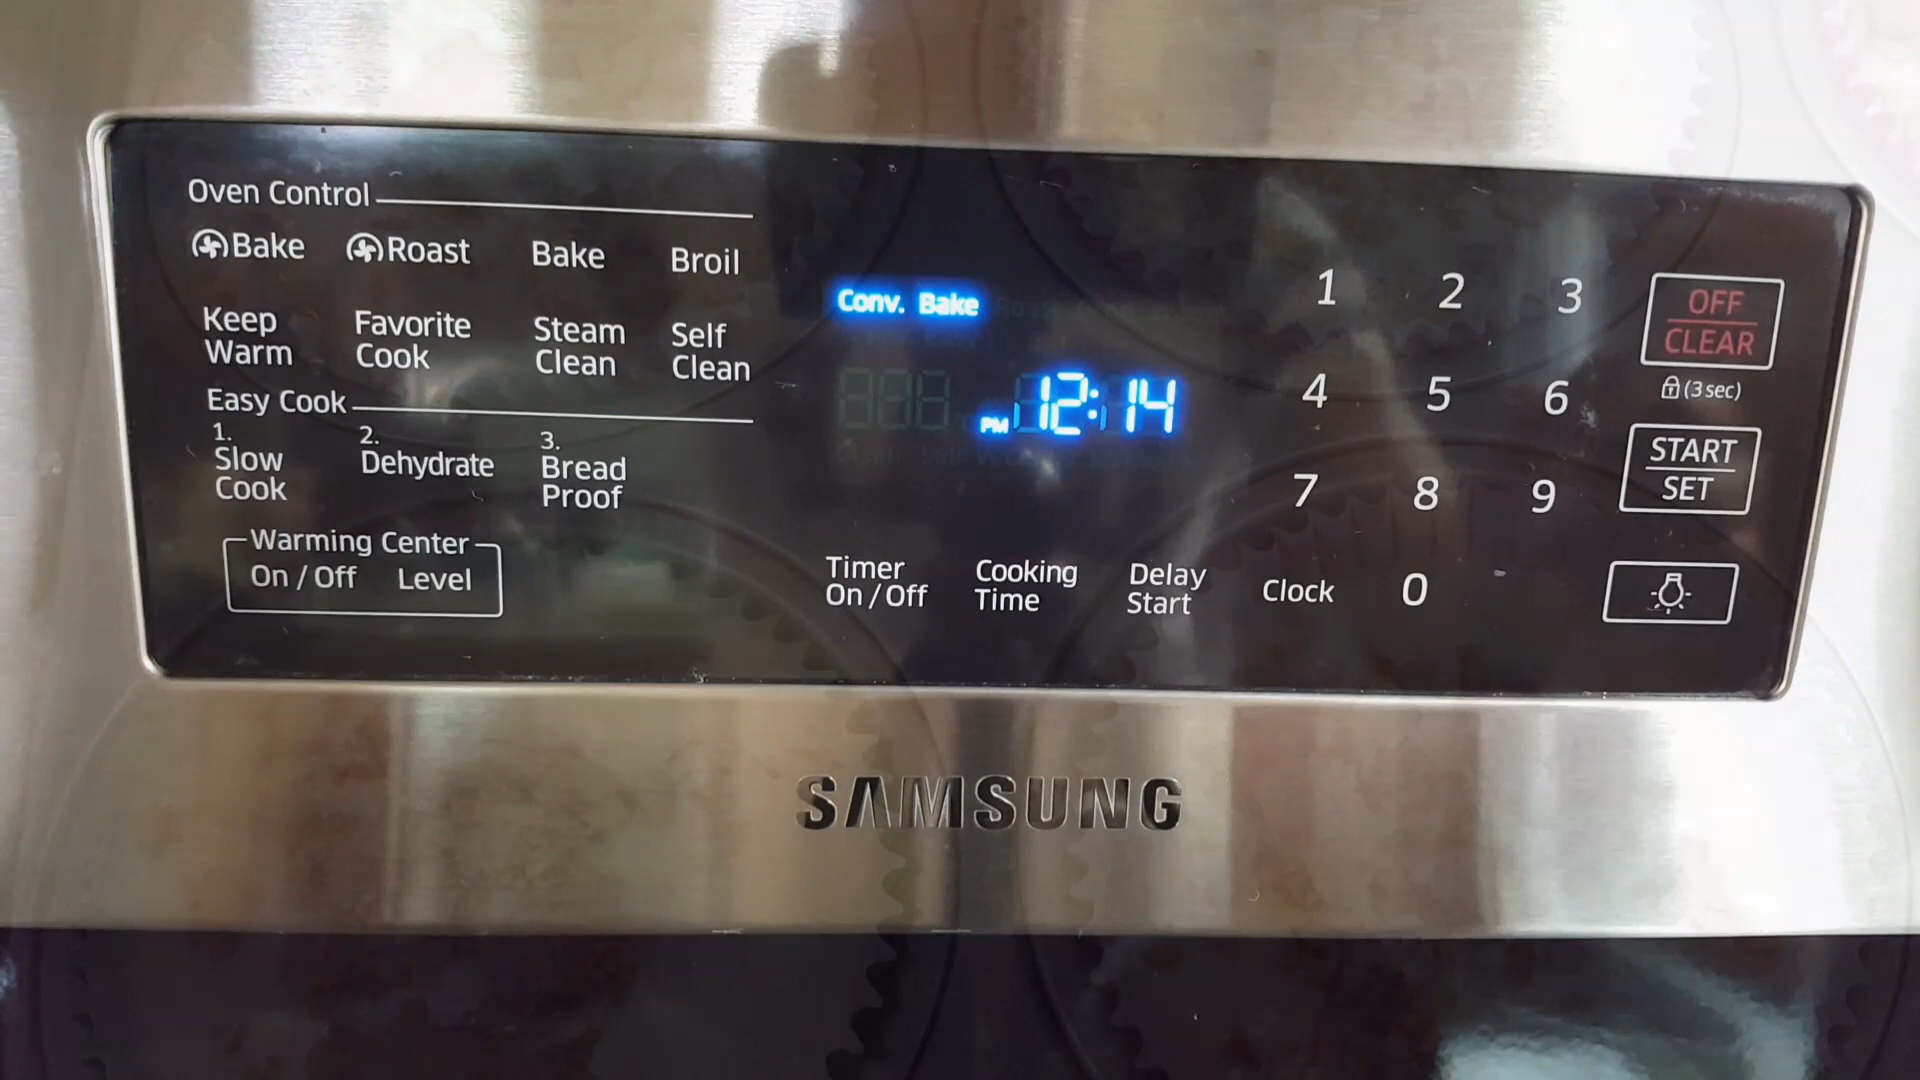 Oven Control
Bake Roast Bake Broil
Keep Warm
Favorite Cook
Steam Clean
Self Clean
Easy Cook
1. Slow Cook
2. Dehydrate
3. Bread Proof
Warming Center
On / Off Level
Conv. Bake
PM 12:14
Timer On / Off
Cooking Time
Delay Start
Clock
1 2 3
4 5 6
7 8 9
0
OFF
CLEAR
(3 sec)
START
SET
SAMSUNG